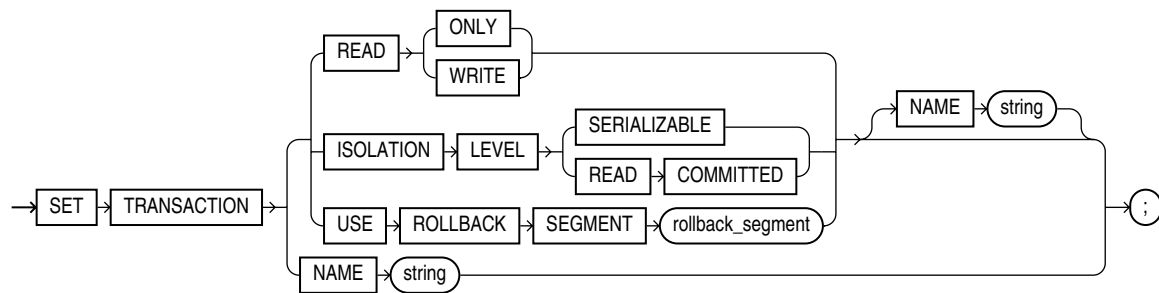 ONLY
READ
WRITE
NAME string
SERIALIZABLE
ISOLATION LEVEL
READ COMMITTED
SET TRANSACTION
;
USE ROLLBACK SEGMENT rollback_segment
NAME string